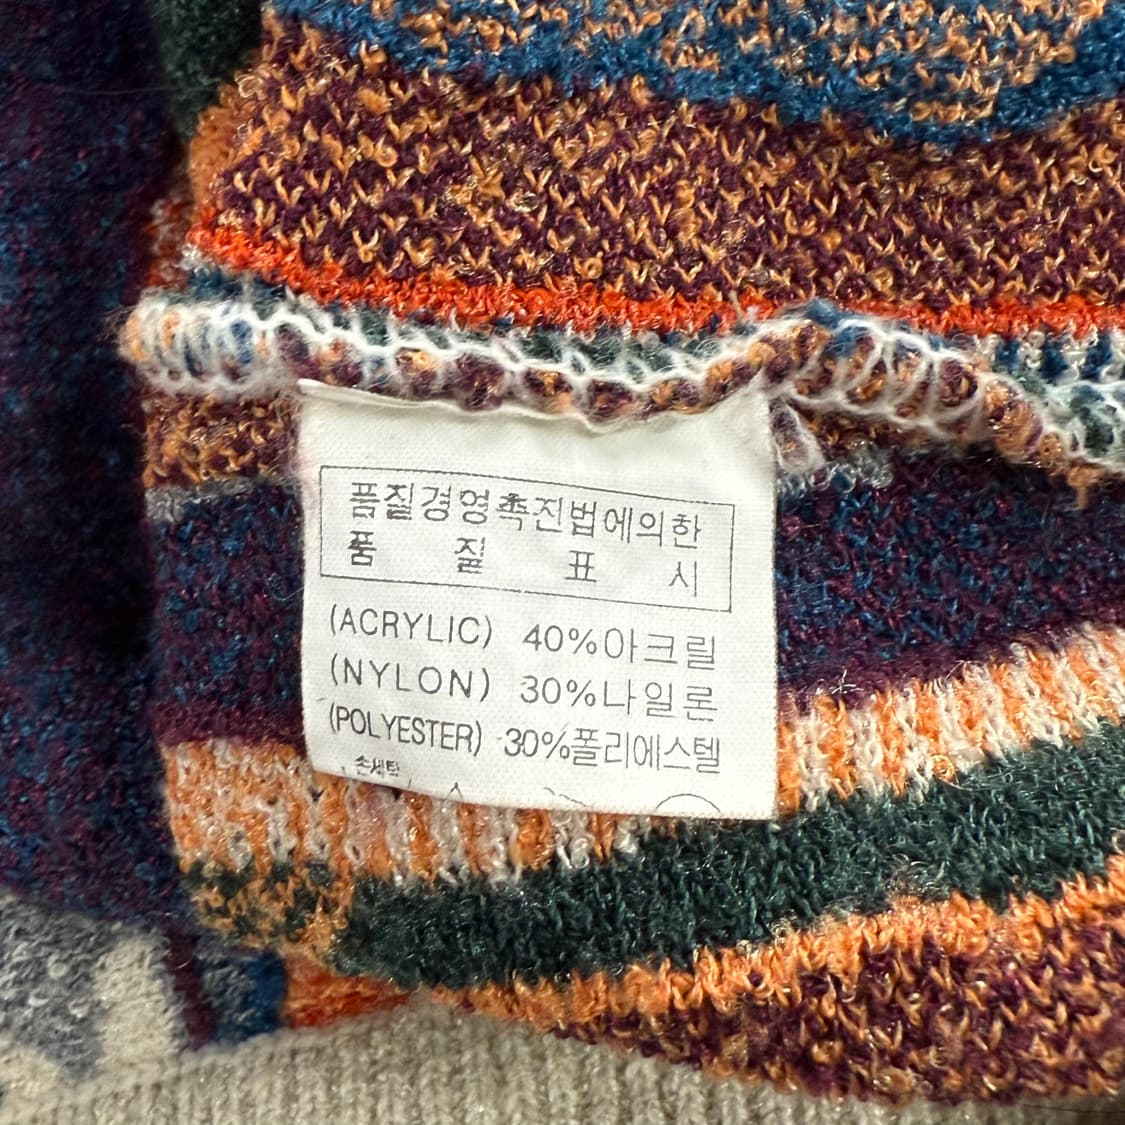 품질경영촉진법에의한
품 질 표 시
(ACRYLIC) 40%아크릴
(NYLON) 30%나일론
(POLYESTER) 30%폴리에스텔
손세탁